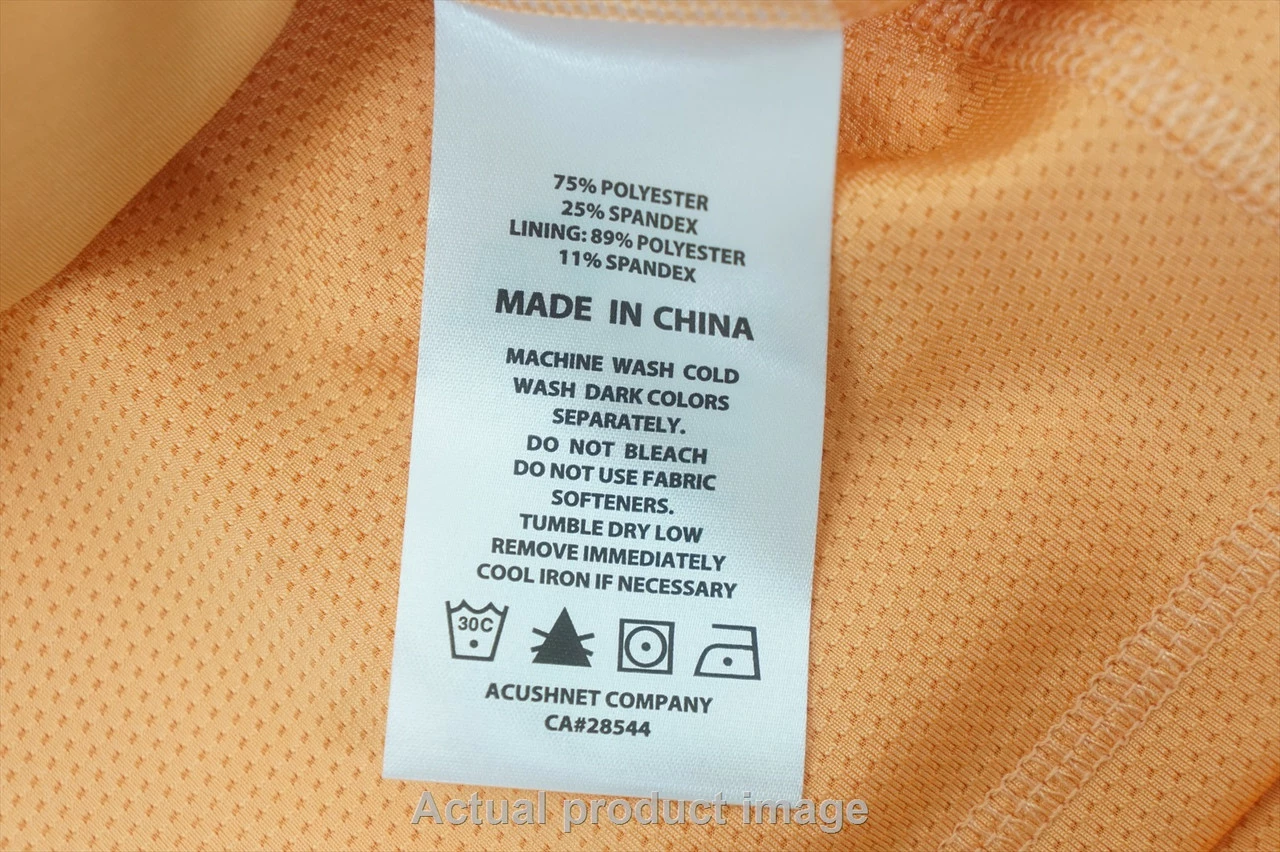 75% POLYESTER
25% SPANDEX
LINING: 89% POLYESTER
11% SPANDEX
MADE IN CHINA
MACHINE WASH COLD
WASH DARK COLORS
SEPARATELY.
DO NOT BLEACH
DO NOT USE FABRIC
SOFTENERS.
TUMBLE DRY LOW
REMOVE IMMEDIATELY
COOL IRON IF NECESSARY
30C
ACUSHNET COMPANY
CA#28544
Actual product image